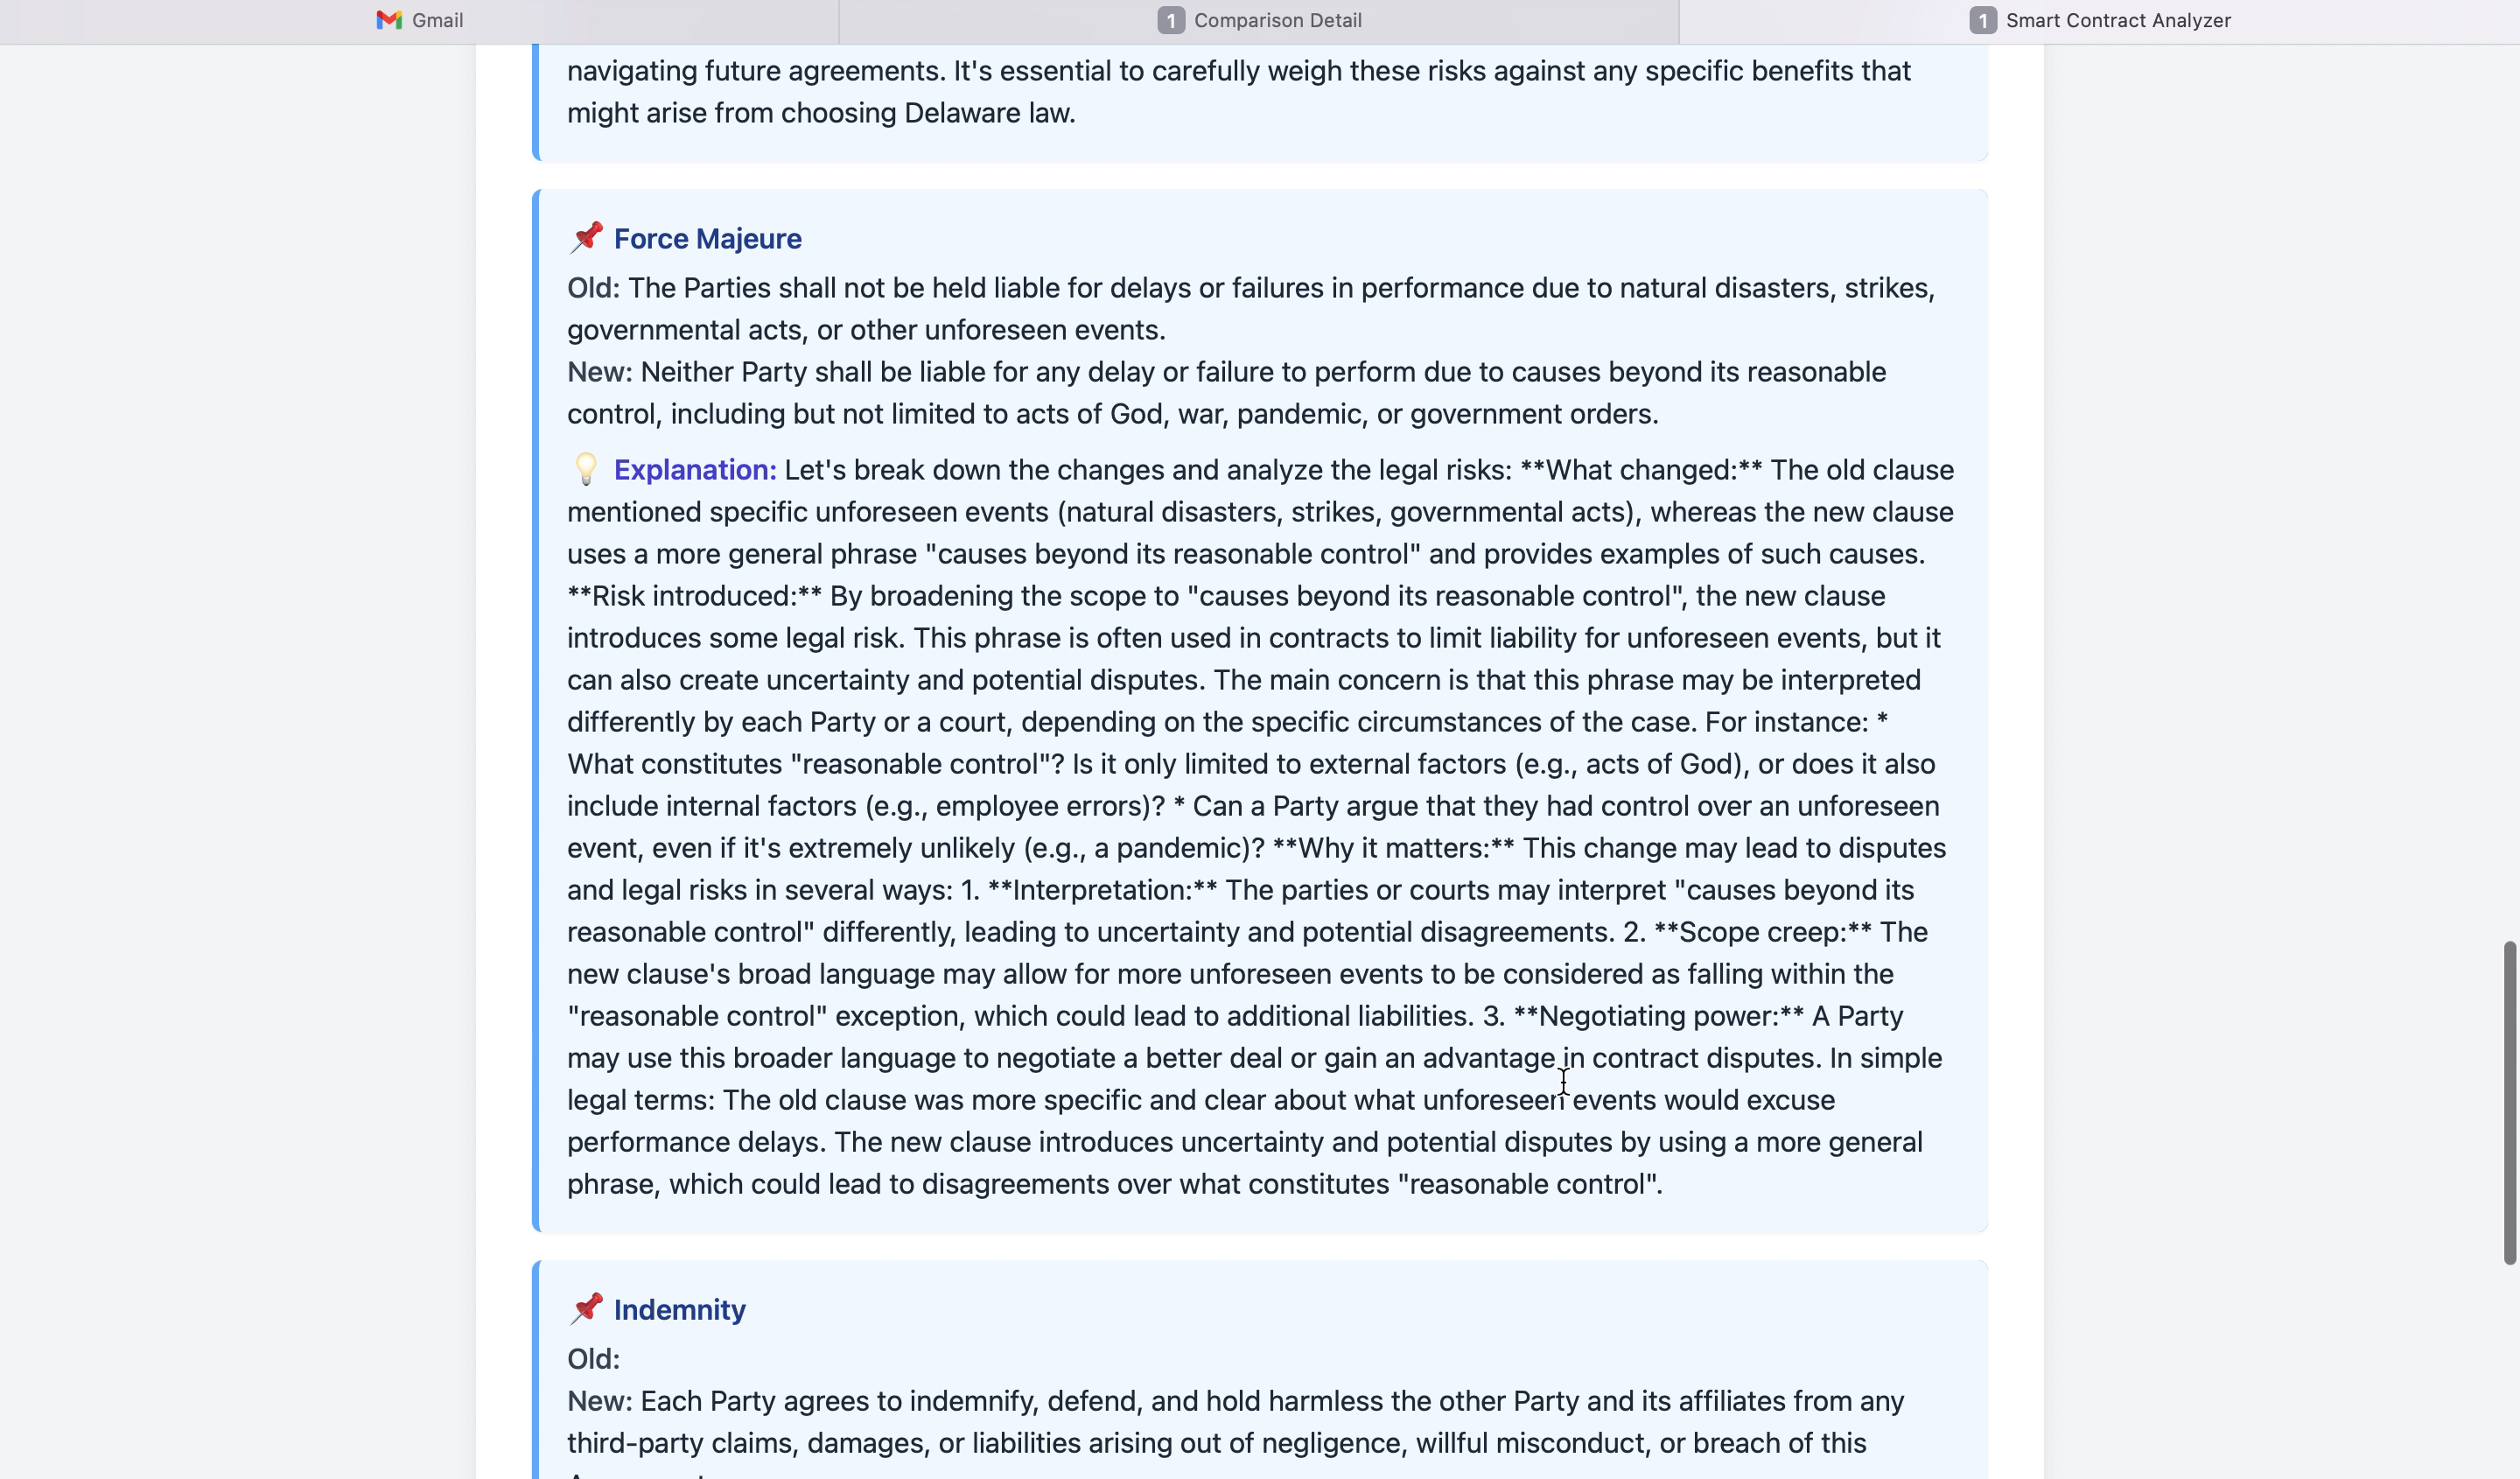 Gmail
1 Comparison Detail
1 Smart Contract Analyzer
navigating future agreements. It's essential to carefully weigh these risks against any specific benefits that
might arise from choosing Delaware law.
Force Majeure
Old: The Parties shall not be held liable for delays or failures in performance due to natural disasters, strikes,
governmental acts, or other unforeseen events.
New: Neither Party shall be liable for any delay or failure to perform due to causes beyond its reasonable
control, including but not limited to acts of God, war, pandemic, or government orders.
Explanation: Let's break down the changes and analyze the legal risks: **What changed:** The old clause
mentioned specific unforeseen events (natural disasters, strikes, governmental acts), whereas the new clause
uses a more general phrase "causes beyond its reasonable control" and provides examples of such causes.
**Risk introduced:** By broadening the scope to "causes beyond its reasonable control", the new clause
introduces some legal risk. This phrase is often used in contracts to limit liability for unforeseen events, but it
can also create uncertainty and potential disputes. The main concern is that this phrase may be interpreted
differently by each Party or a court, depending on the specific circumstances of the case. For instance: *
What constitutes "reasonable control"? Is it only limited to external factors (e.g., acts of God), or does it also
include internal factors (e.g., employee errors)? * Can a Party argue that they had control over an unforeseen
event, even if it's extremely unlikely (e.g., a pandemic)? **Why it matters:** This change may lead to disputes
and legal risks in several ways: 1. **Interpretation:** The parties or courts may interpret "causes beyond its
reasonable control" differently, leading to uncertainty and potential disagreements. 2. **Scope creep:** The
new clause's broad language may allow for more unforeseen events to be considered as falling within the
"reasonable control" exception, which could lead to additional liabilities. 3. **Negotiating power:** A Party
may use this broader language to negotiate a better deal or gain an advantage in contract disputes. In simple
legal terms: The old clause was more specific and clear about what unforeseen events would excuse
performance delays. The new clause introduces uncertainty and potential disputes by using a more general
phrase, which could lead to disagreements over what constitutes "reasonable control".
Indemnity
Old:
New: Each Party agrees to indemnify, defend, and hold harmless the other Party and its affiliates from any
third-party claims, damages, or liabilities arising out of negligence, willful misconduct, or breach of this